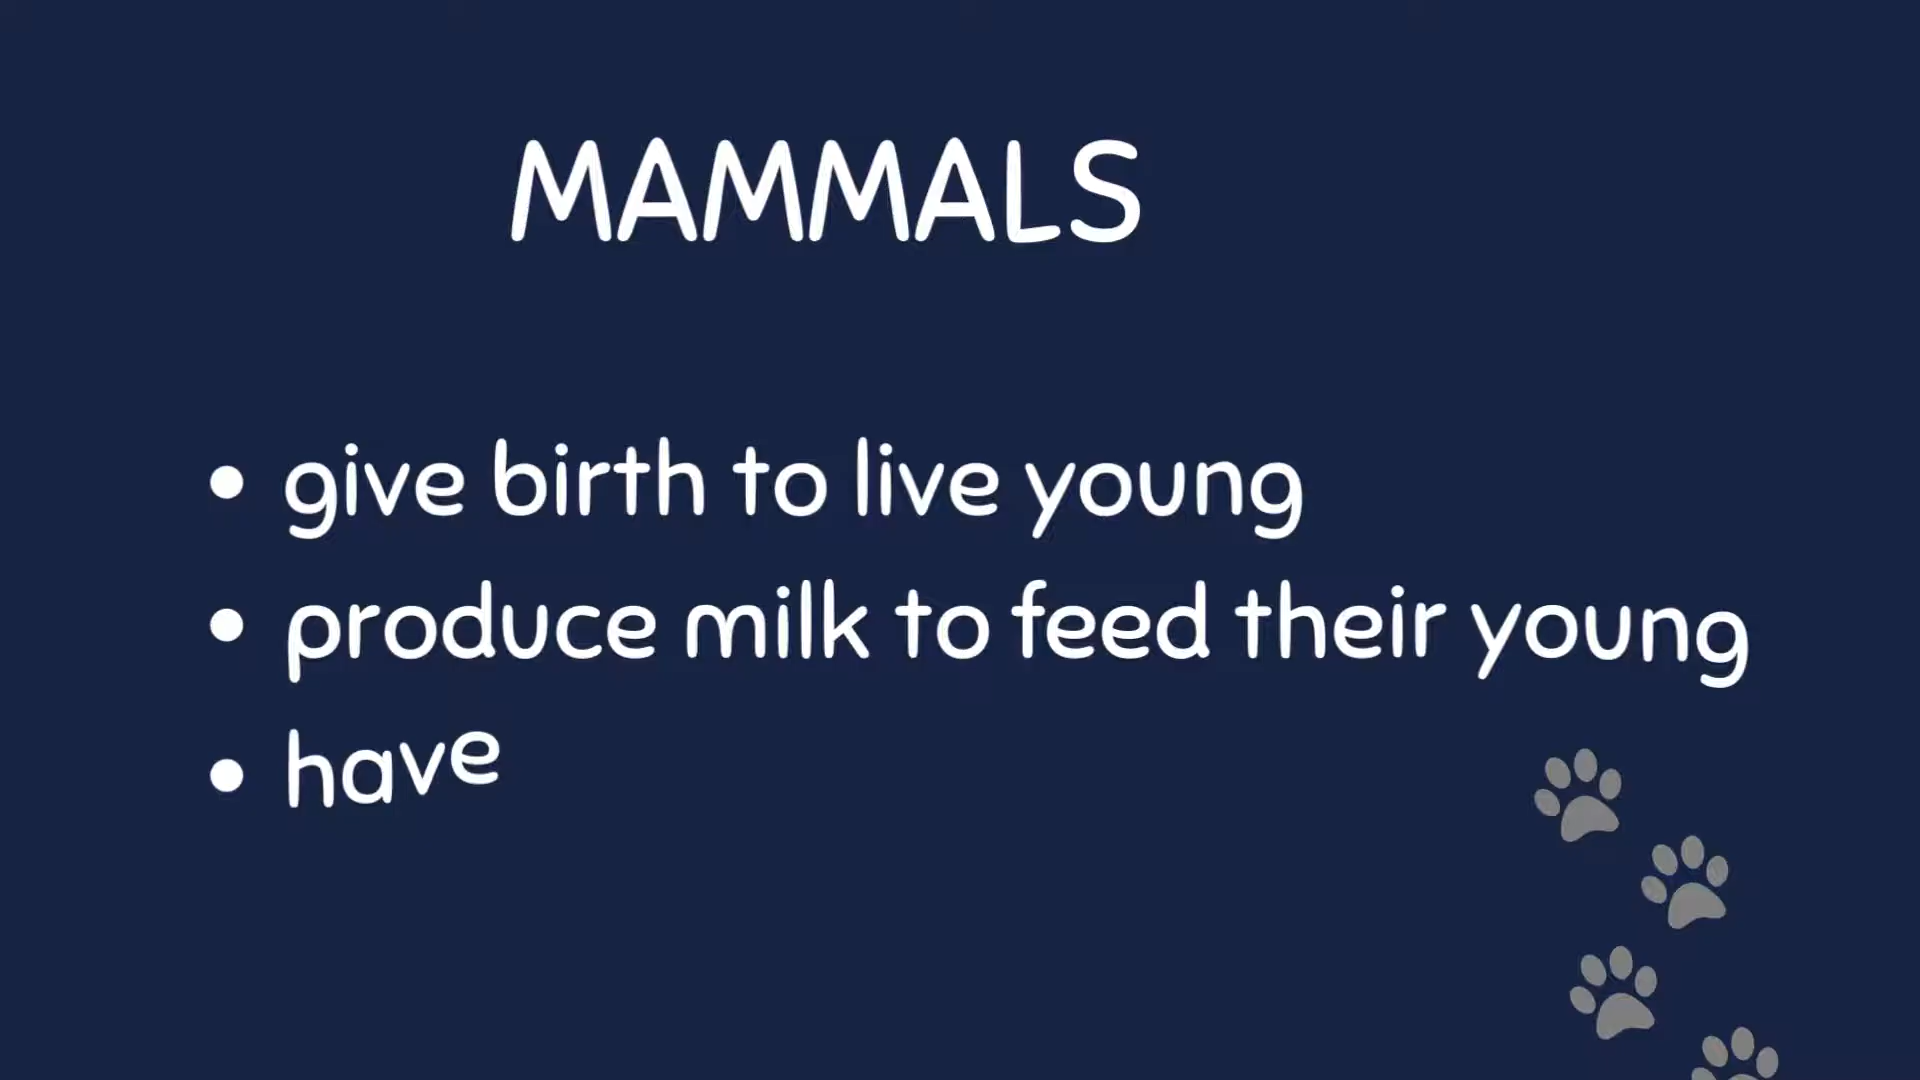 MAMMALS
• give birth to live young
• produce milk to feed their young
• have